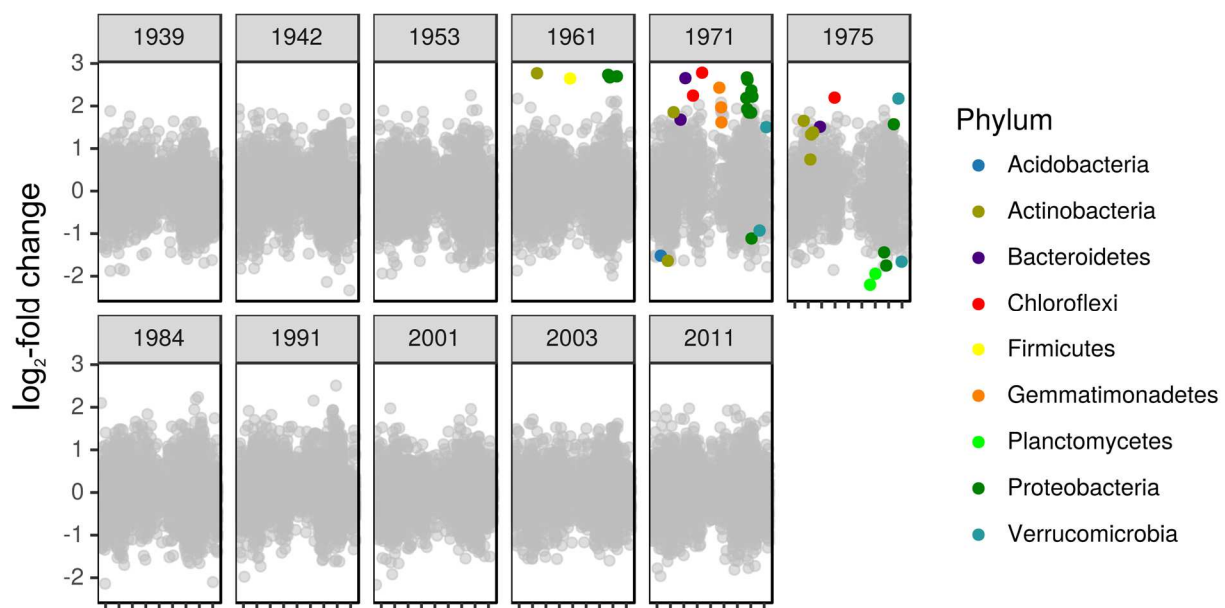 1939 1942 1953 1961 1971 1975
3
2
1
0
-1
-2
1984 1991 2001 2003 2011
3
2
1
0
-1
-2
log₂-fold change
Phylum
Acidobacteria
Actinobacteria
Bacteroidetes
Chloroflexi
Firmicutes
Gemmatimonadetes
Planctomycetes
Proteobacteria
Verrucomicrobia